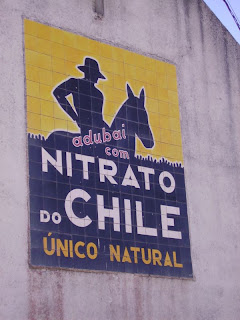 adubai
com
NITRATO
DO CHILE
ÚNICO NATURAL